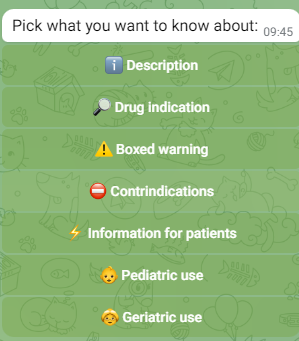 Pick what you want to know about: 09:45
ℹ️ Description
🔎 Drug indication
⚠️ Boxed warning
⛔ Contrindications
⚡ Information for patients
👶 Pediatric use
👵 Geriatric use